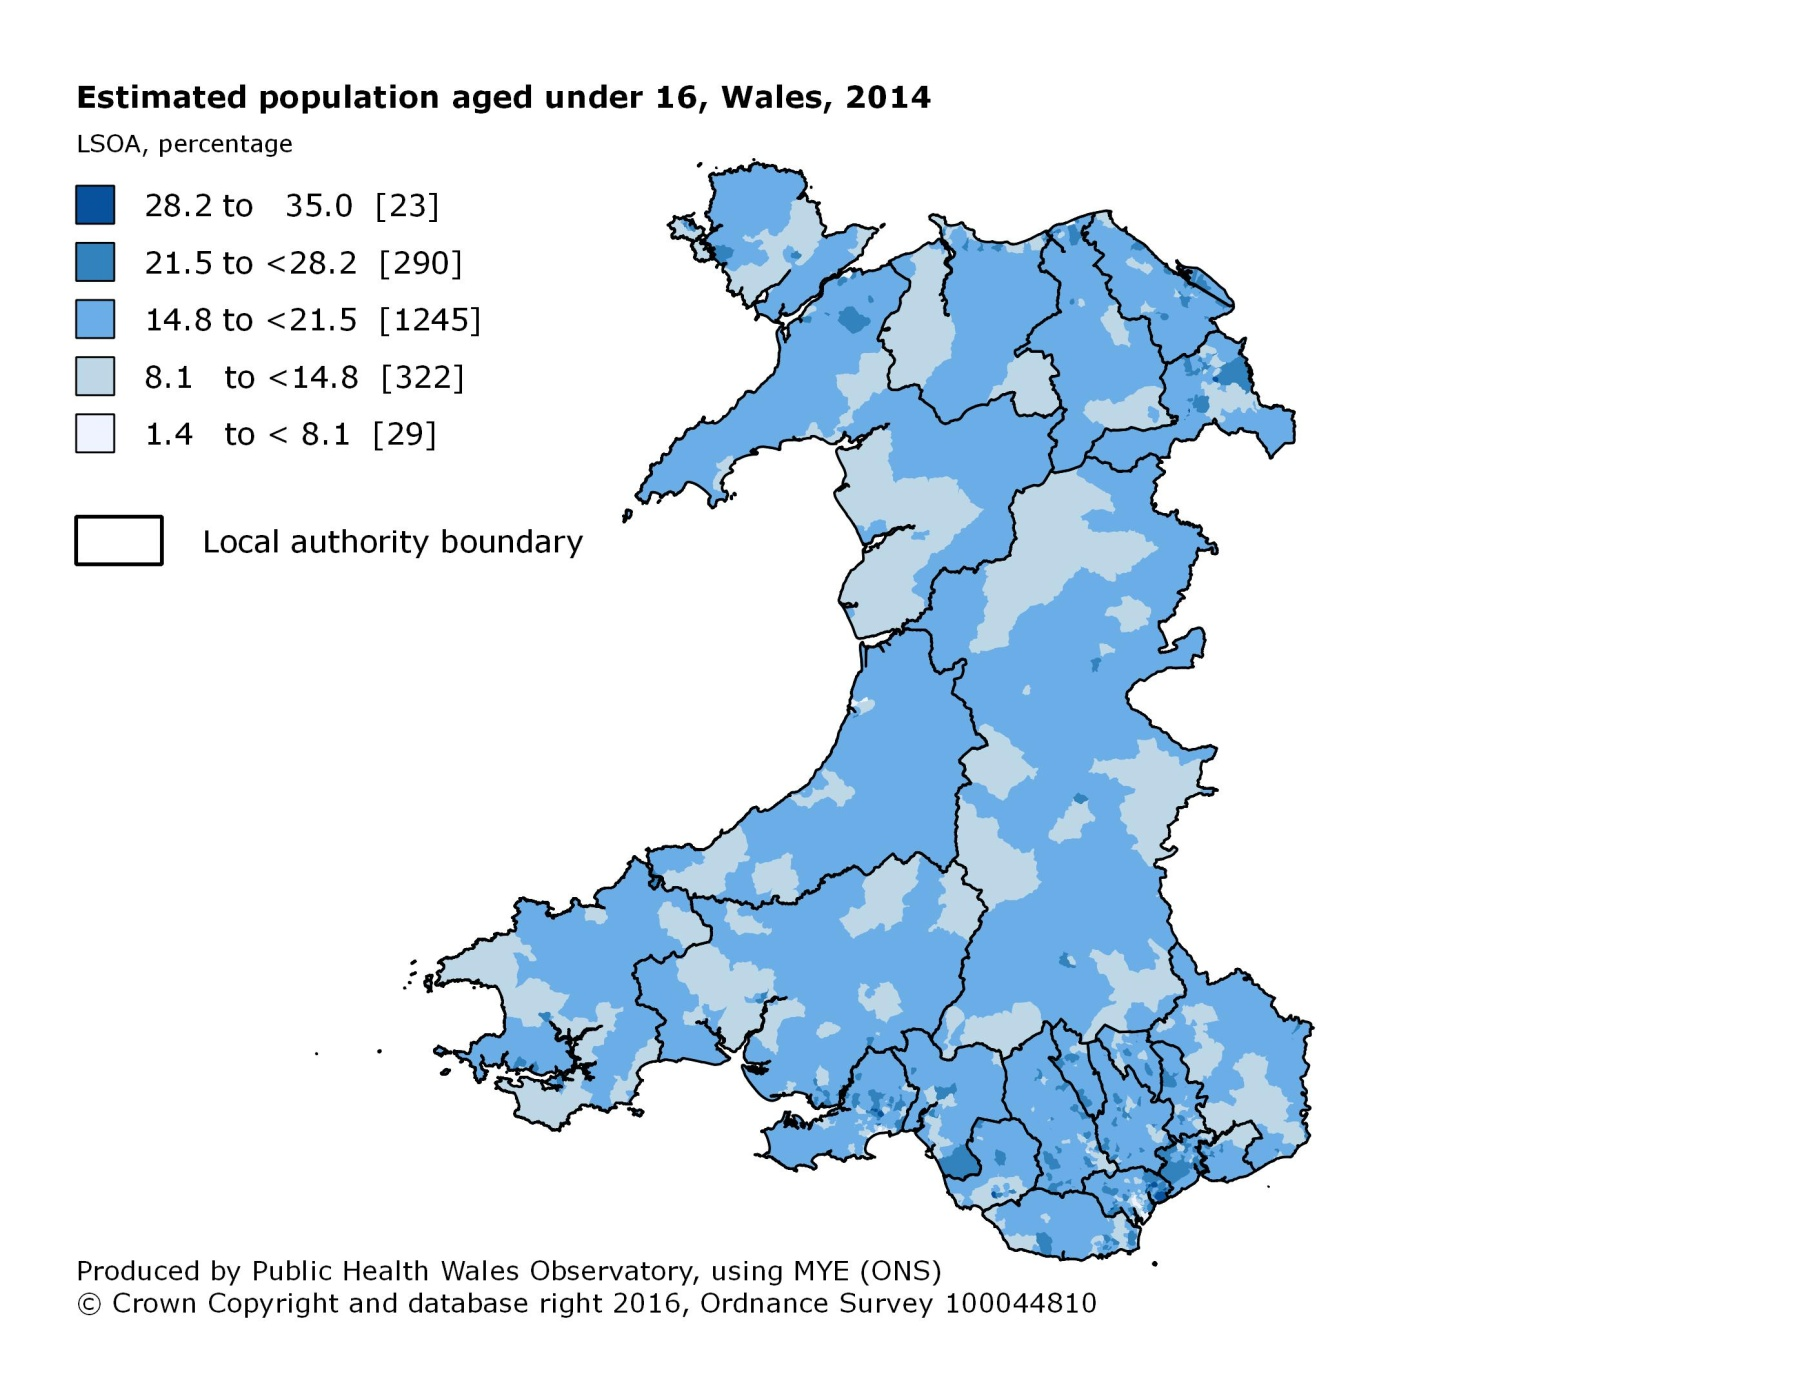 Estimated population aged under 16, Wales, 2014
LSOA, percentage
28.2 to 35.0 [23]
21.5 to <28.2 [290]
14.8 to <21.5 [1245]
8.1 to <14.8 [322]
1.4 to < 8.1 [29]
Local authority boundary
Produced by Public Health Wales Observatory, using MYE (ONS)
© Crown Copyright and database right 2016, Ordnance Survey 100044810